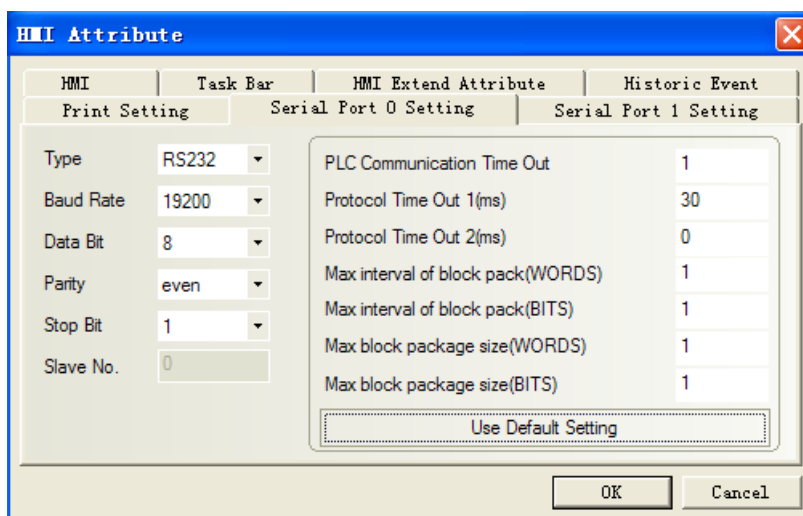 HMI Attribute
HMI Task Bar HMI Extend Attribute Historic Event
Print Setting Serial Port 0 Setting Serial Port 1 Setting
Type RS232
Baud Rate 19200
Data Bit 8
Parity even
Stop Bit 1
Slave No. 0
PLC Communication Time Out 1
Protocol Time Out 1(ms) 30
Protocol Time Out 2(ms) 0
Max interval of block pack(WORDS) 1
Max interval of block pack(BITS) 1
Max block package size(WORDS) 1
Max block package size(BITS) 1
Use Default Setting
OK Cancel